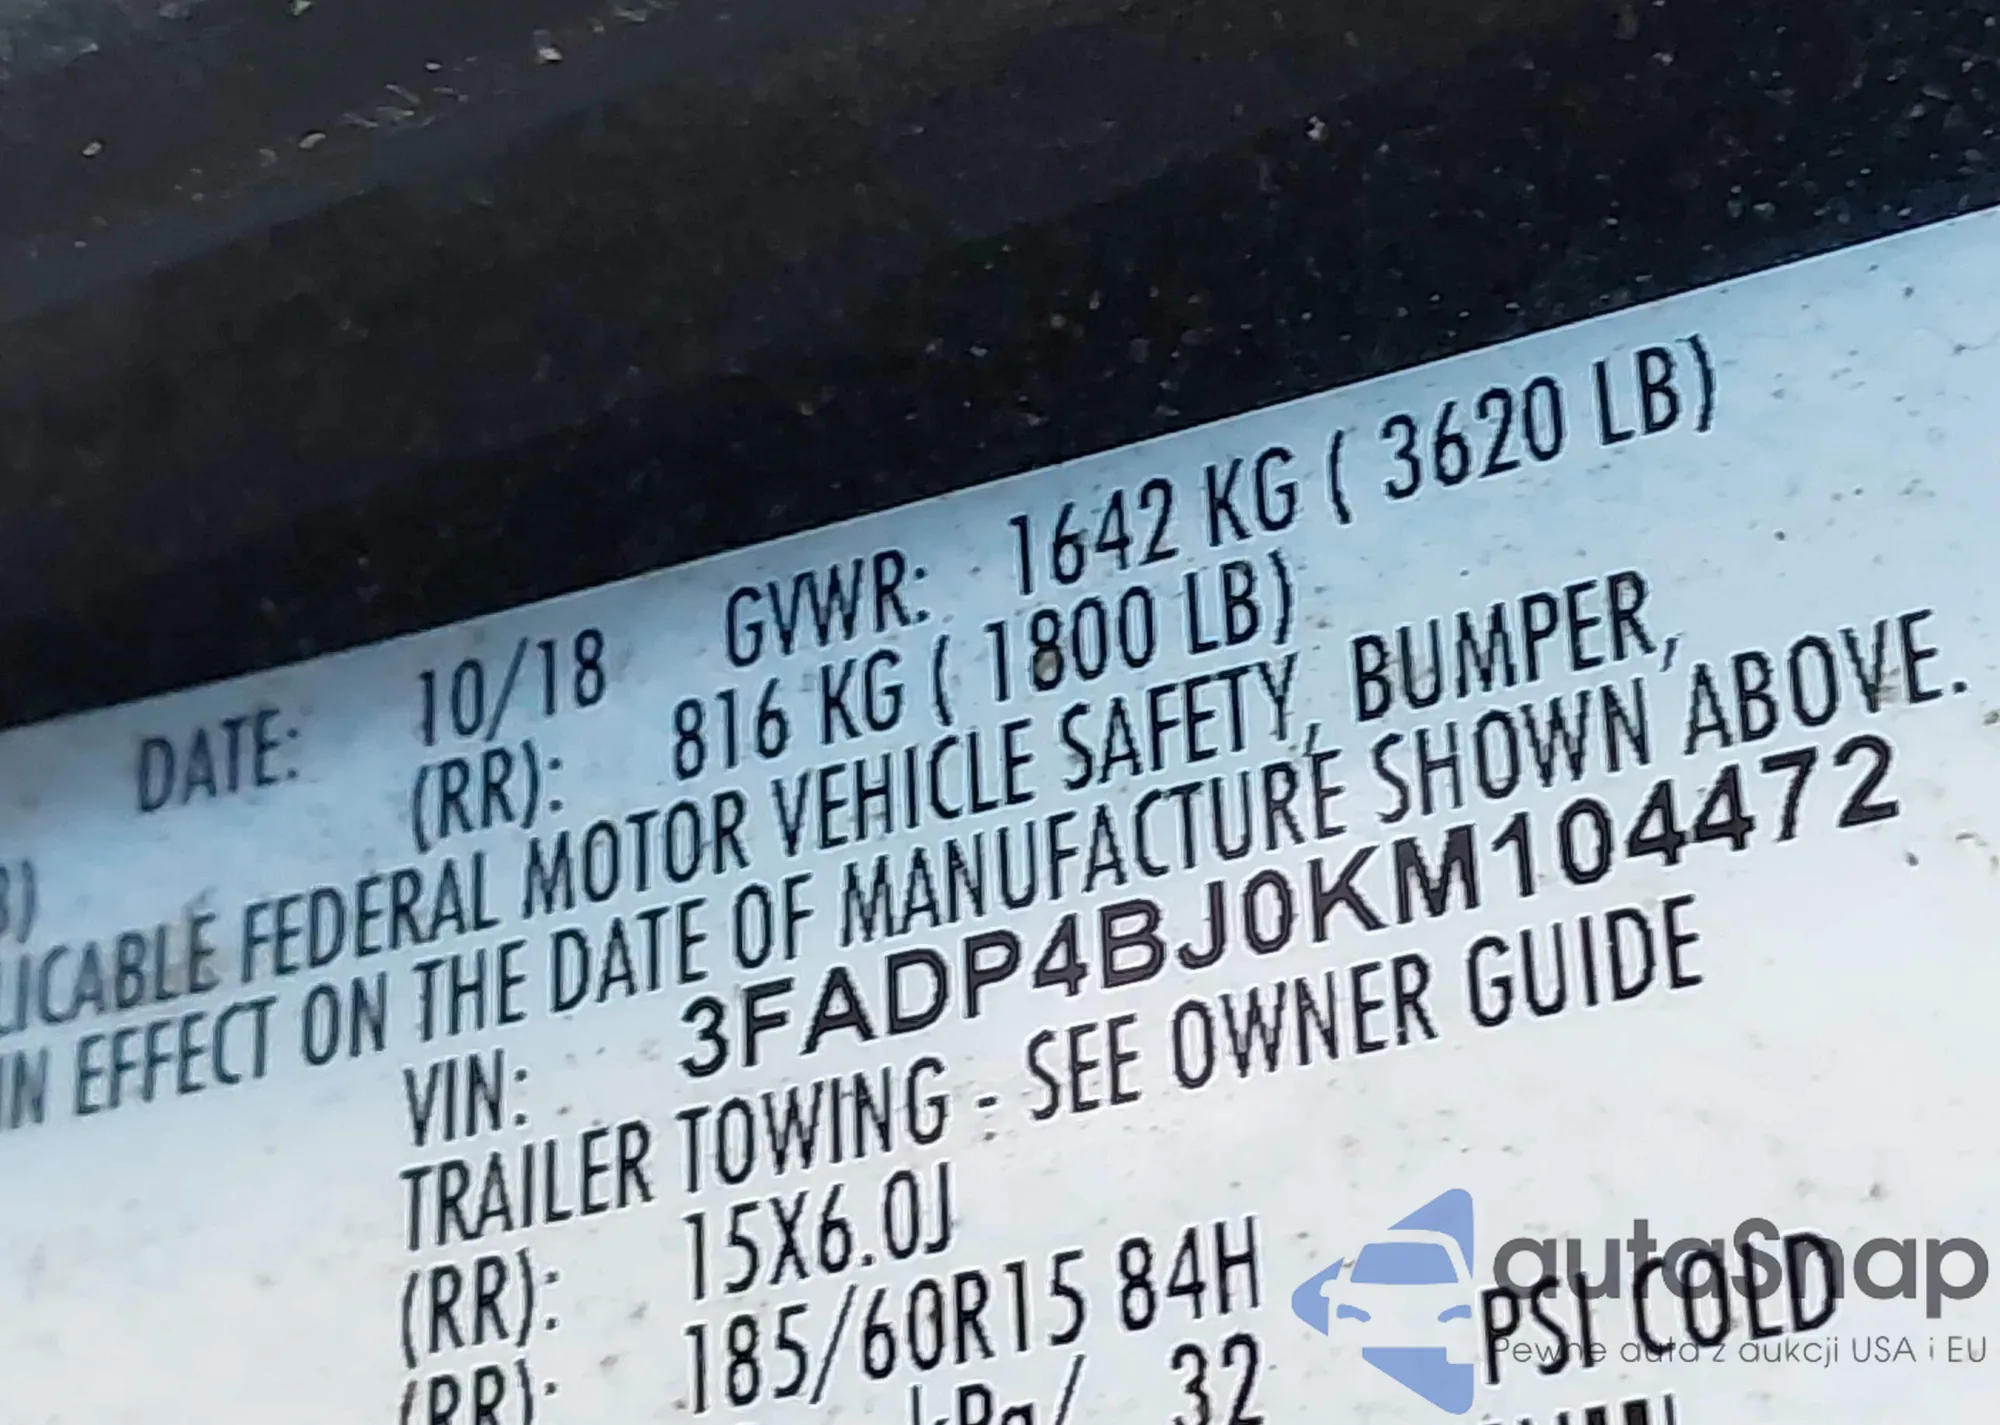 DATE: 10/18 GVWR: 1642 KG ( 3620 LB)
B) (RR): 816 KG ( 1800 LB)
LICABLE FEDERAL MOTOR VEHICLE SAFETY, BUMPER,
IN EFFECT ON THE DATE OF MANUFACTURE SHOWN ABOVE.
VIN: 3FADP4BJ0KM104472
TRAILER TOWING - SEE OWNER GUIDE
(RR): 15X6.0J
(RR): 185/60R15 84H
kPa/ 32 PSI COLD
autaSnap
Pewne auta z aukcji USA i EU